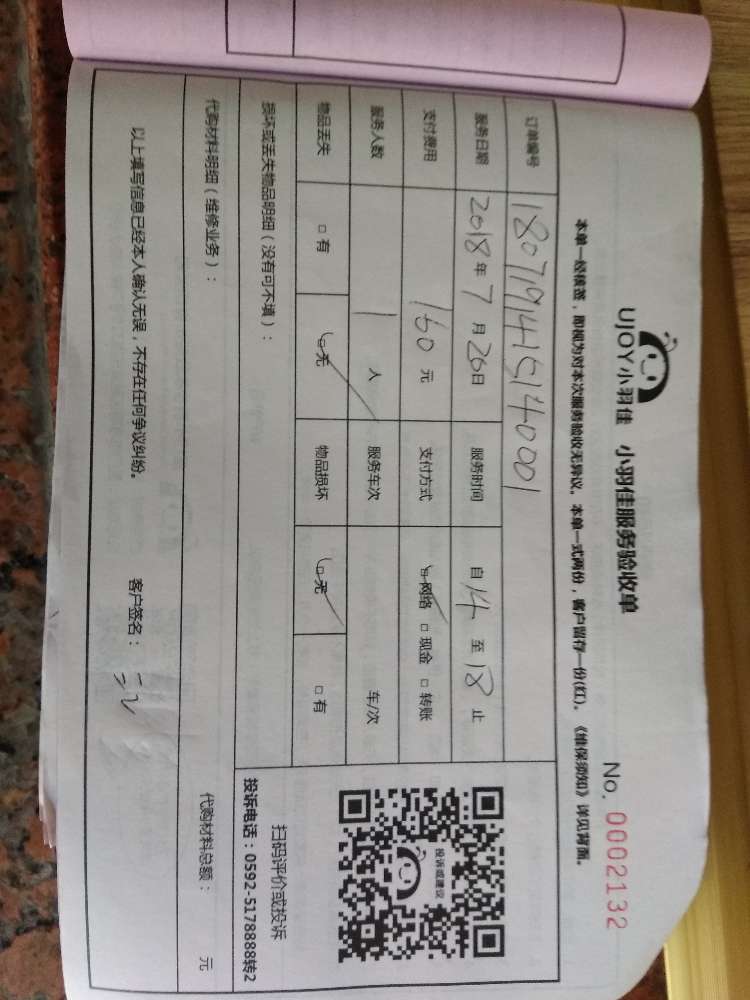 UJOY小羽佳 小羽佳服务验收单
No. 0002132
本单一经核签，即视为对本次服务验收无异议。本单一式两份，客户留存一份(红)。《维保须知》详见背面。
订单编号 180719415140001
服务日期 2018年7月26日 服务时间 自14至18止
支付费用 160元 支付方式 □网络 □现金 □转账
服务人数 1人 服务车次 车/次
物品丢失 □有 □无 物品损坏 □无 □有
投诉或建议
扫码评价或投诉
投诉电话：0592-5178888转2
损坏或丢失物品明细（没有可不填）：
代购材料明细（维修业务）： 代购材料总额： 元
以上填写信息已经本人确认无误，不存在任何争议纠纷。 客户签名：